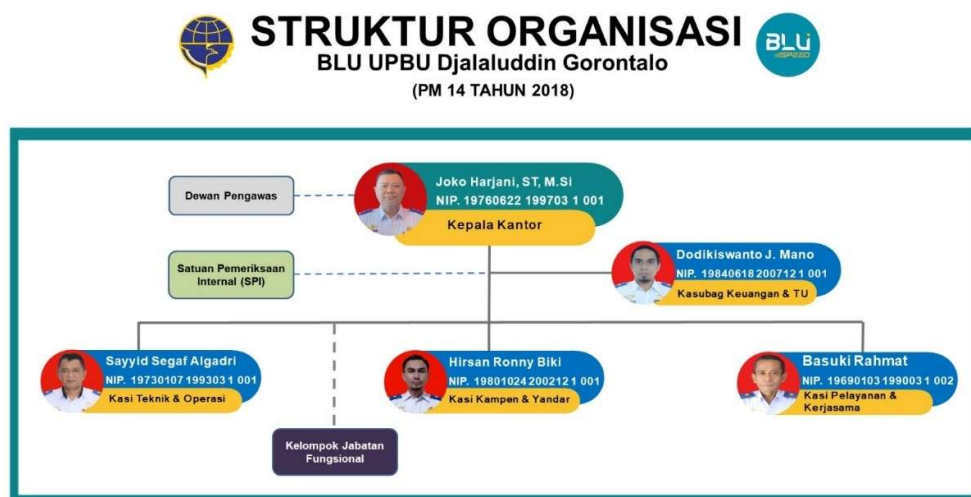 STRUKTUR ORGANISASI
BLU UPBU Djalaluddin Gorontalo
(PM 14 TAHUN 2018)
BLU
SPEED
Dewan Pengawas
Joko Harjani, ST, M.Si
NIP. 19760622 199703 1 001
Kepala Kantor
Satuan Pemeriksaan
Internal (SPI)
Dodikiswanto J. Mano
NIP. 19840618 200712 1 001
Kasubag Keuangan & TU
Sayyid Segaf Algadri
NIP. 19730107 199303 1 001
Kasi Teknik & Operasi
Hirsan Ronny Biki
NIP. 19801024 200212 1 001
Kasi Kampen & Yandar
Basuki Rahmat
NIP. 19690103 199003 1 002
Kasi Pelayanan &
Kerjasama
Kelompok Jabatan
Fungsional